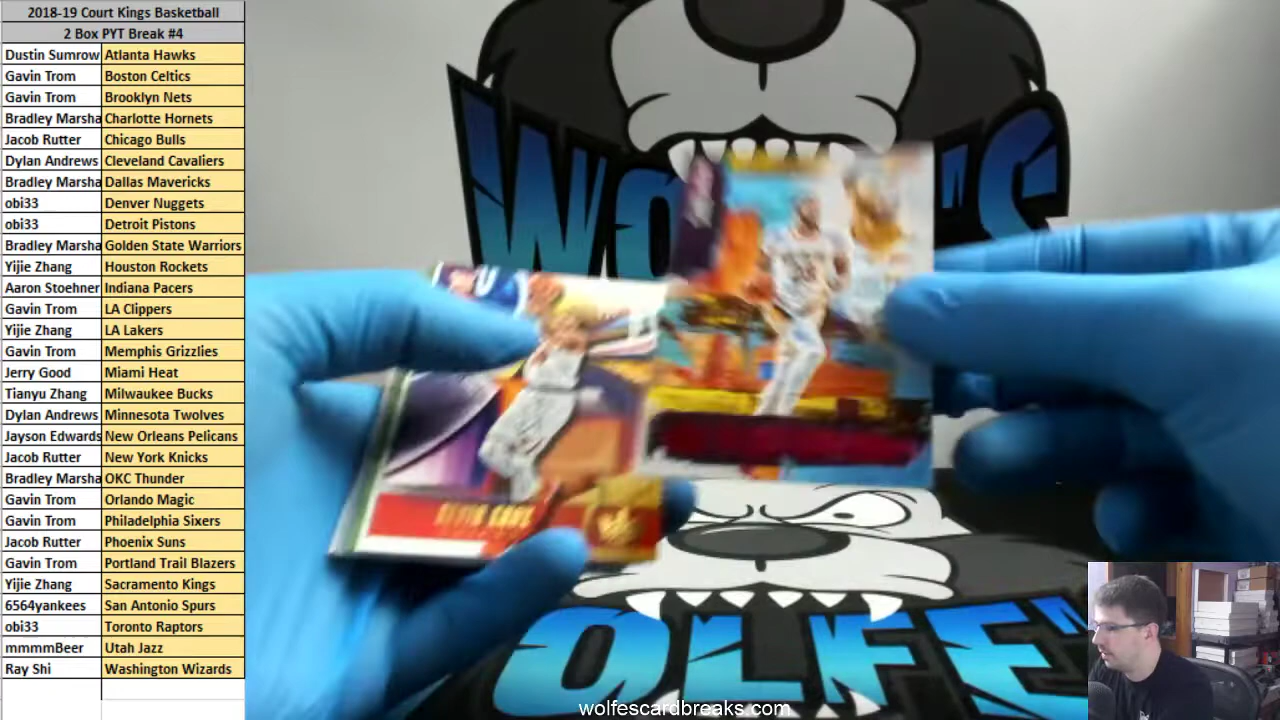 2018-19 Court Kings Basketball
2 Box PYT Break #4
Dustin Sumrow Atlanta Hawks
Gavin Trom Boston Celtics
Gavin Trom Brooklyn Nets
Bradley Marsha Charlotte Hornets
Jacob Rutter Chicago Bulls
Dylan Andrews Cleveland Cavaliers
Bradley Marsha Dallas Mavericks
obi33 Denver Nuggets
obi33 Detroit Pistons
Bradley Marsha Golden State Warriors
Yijie Zhang Houston Rockets
Aaron Stoehner Indiana Pacers
Gavin Trom LA Clippers
Yijie Zhang LA Lakers
Gavin Trom Memphis Grizzlies
Jerry Good Miami Heat
Tianyu Zhang Milwaukee Bucks
Dylan Andrews Minnesota Twolves
Jayson Edwards New Orleans Pelicans
Jacob Rutter New York Knicks
Bradley Marsha OKC Thunder
Gavin Trom Orlando Magic
Gavin Trom Philadelphia Sixers
Jacob Rutter Phoenix Suns
Gavin Trom Portland Trail Blazers
Yijie Zhang Sacramento Kings
6564yankees San Antonio Spurs
obi33 Toronto Raptors
mmmmBeer Utah Jazz
Ray Shi Washington Wizards
wolfescardbreaks.com